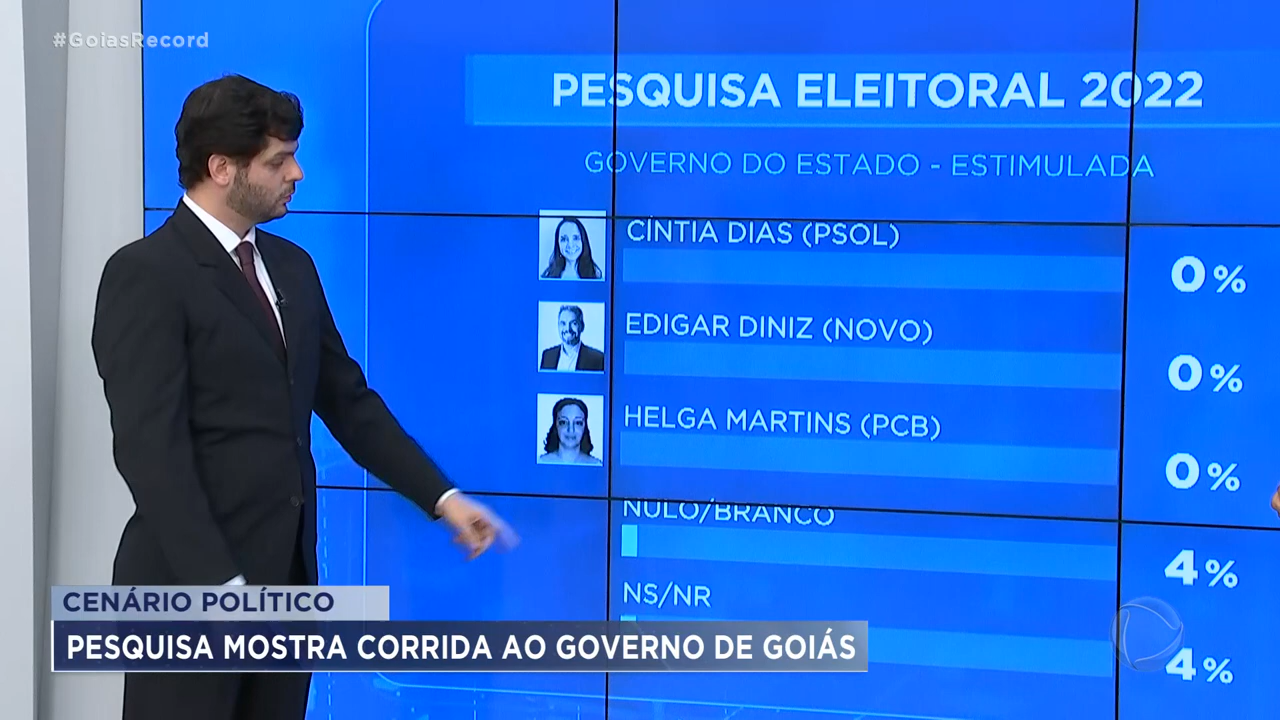 #GoiasRecord
PESQUISA ELEITORAL 2022
GOVERNO DO ESTADO - ESTIMULADA
CÍNTIA DIAS (PSOL)
0%
EDIGAR DINIZ (NOVO)
0%
HELGA MARTINS (PCB)
0%
NULO/BRANCO
4%
NS/NR
4%
CENÁRIO POLÍTICO
PESQUISA MOSTRA CORRIDA AO GOVERNO DE GOIÁS